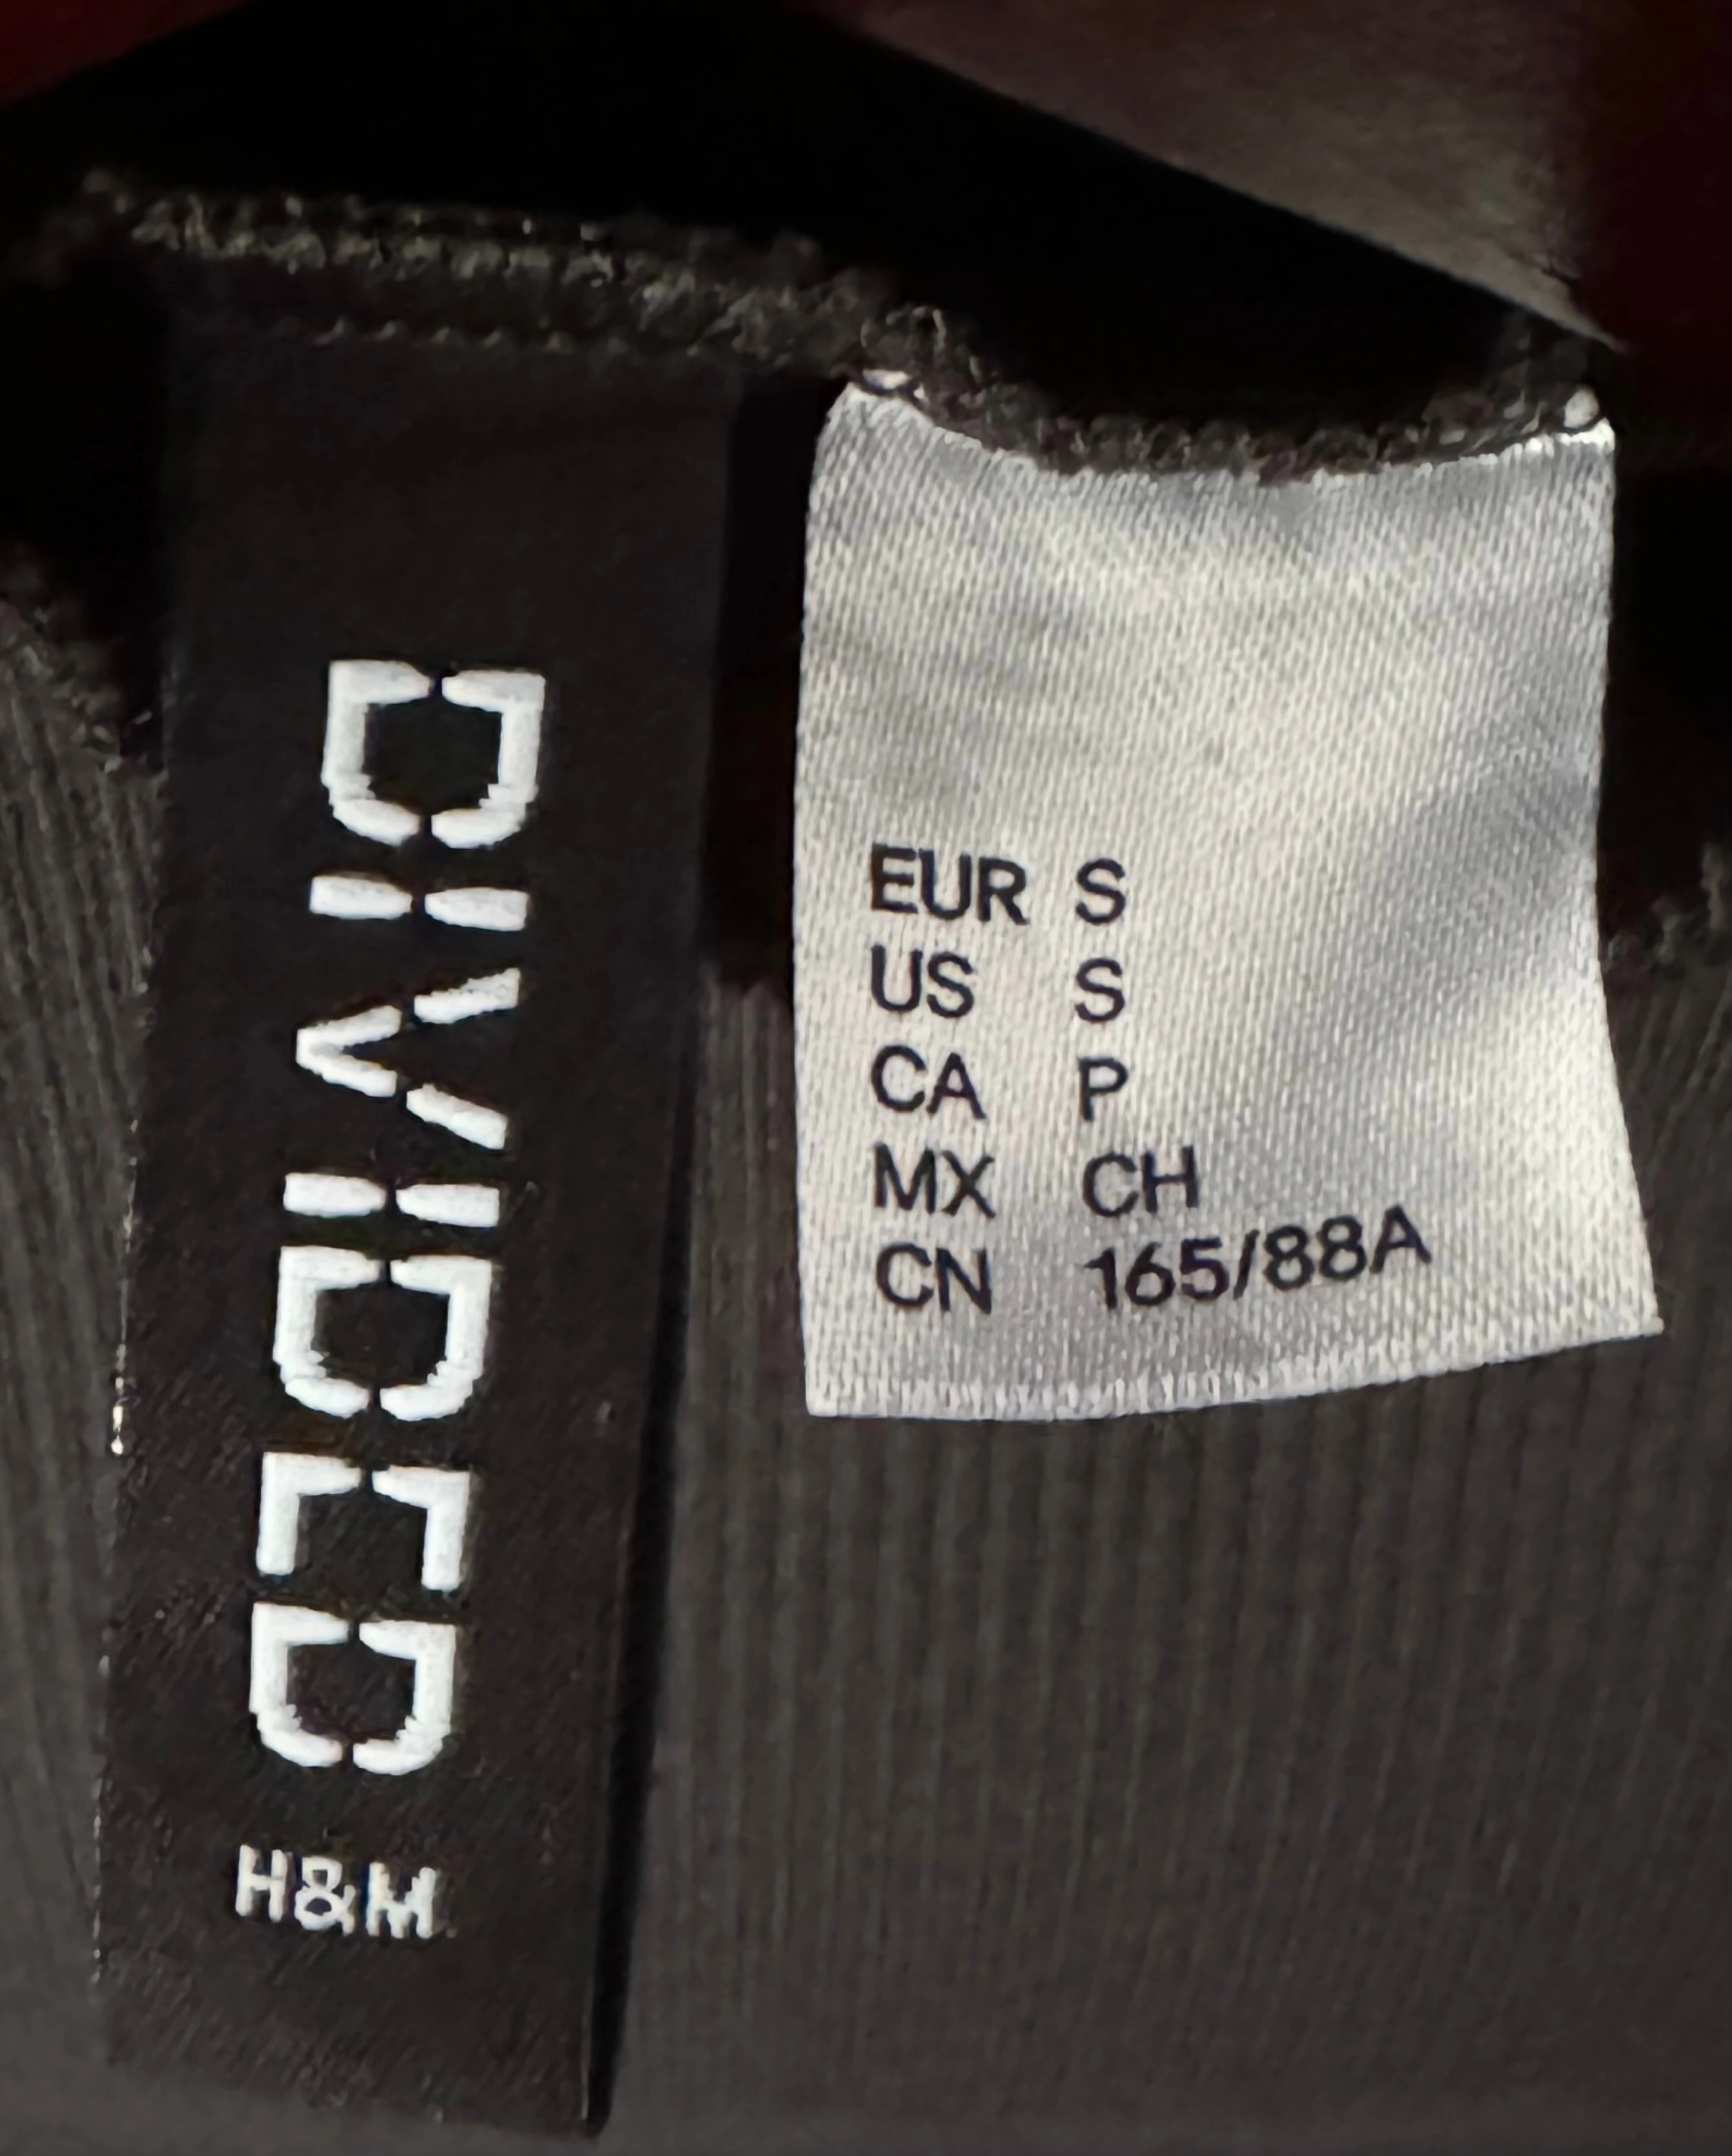 DIVIDED
H&M
EUR S
US S
CA P
MX CH
CN 165/88A